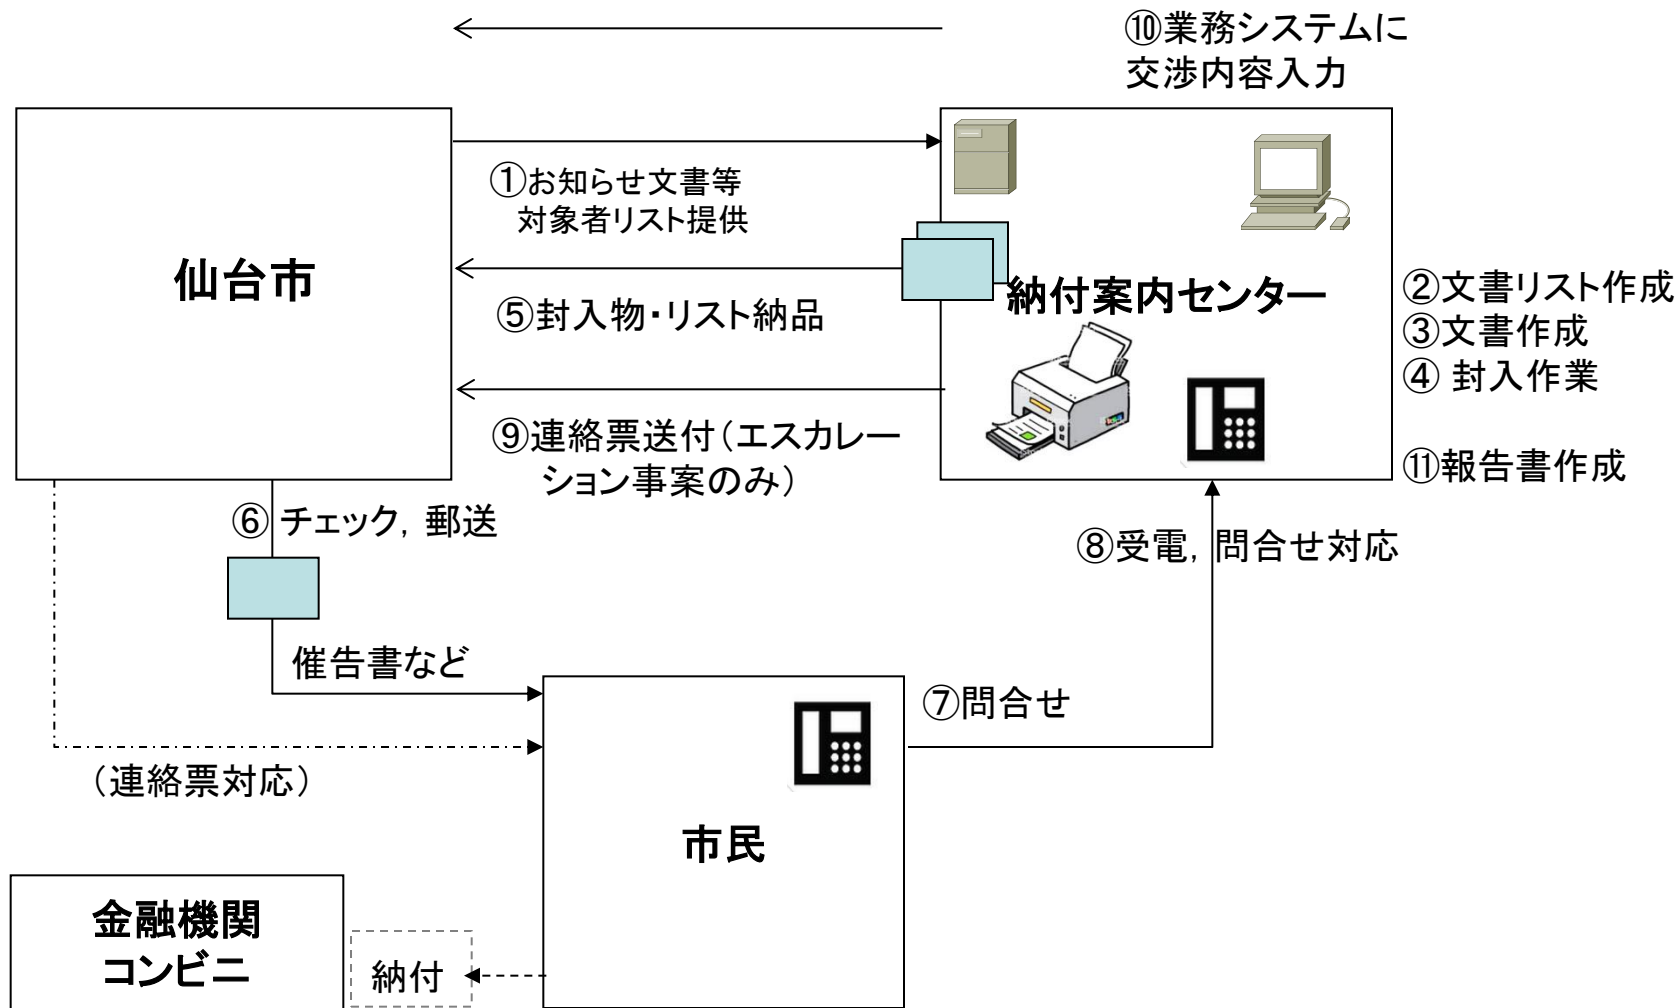 ⑩業務システムに
交渉内容入力
①お知らせ文書等
対象者リスト提供
仙台市
⑤封入物・リスト納品
納付案内センター
②文書リスト作成
③文書作成
④ 封入作業
⑨連絡票送付（エスカレー
ション事案のみ）
⑪報告書作成
⑥ チェック, 郵送
⑧受電, 問合せ対応
催告書など
⑦問合せ
（連絡票対応）
市民
金融機関
コンビニ
納付